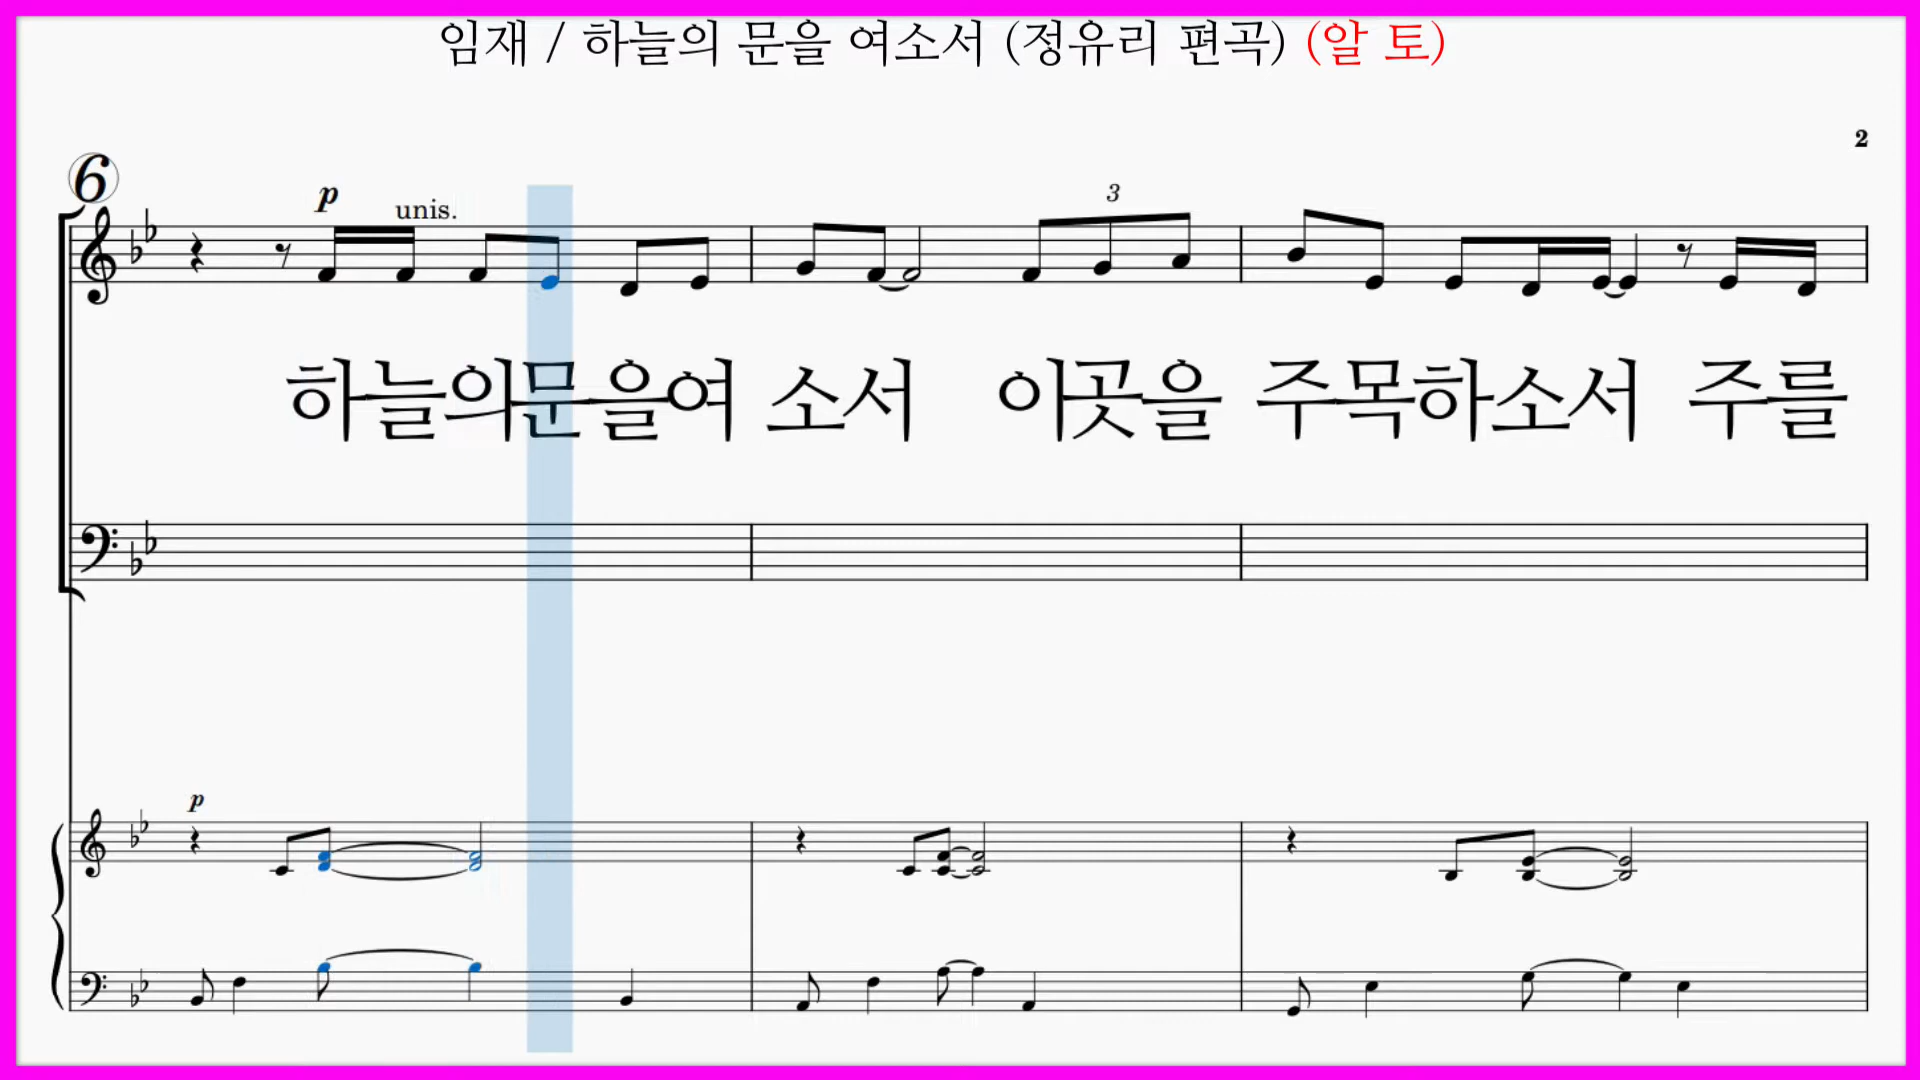 임재 / 하늘의 문을 여소서 (정유리 편곡) (알 토)
2
6
p
unis.
3
하늘의문을여 소서 이곳을 주목하소서 주를
p